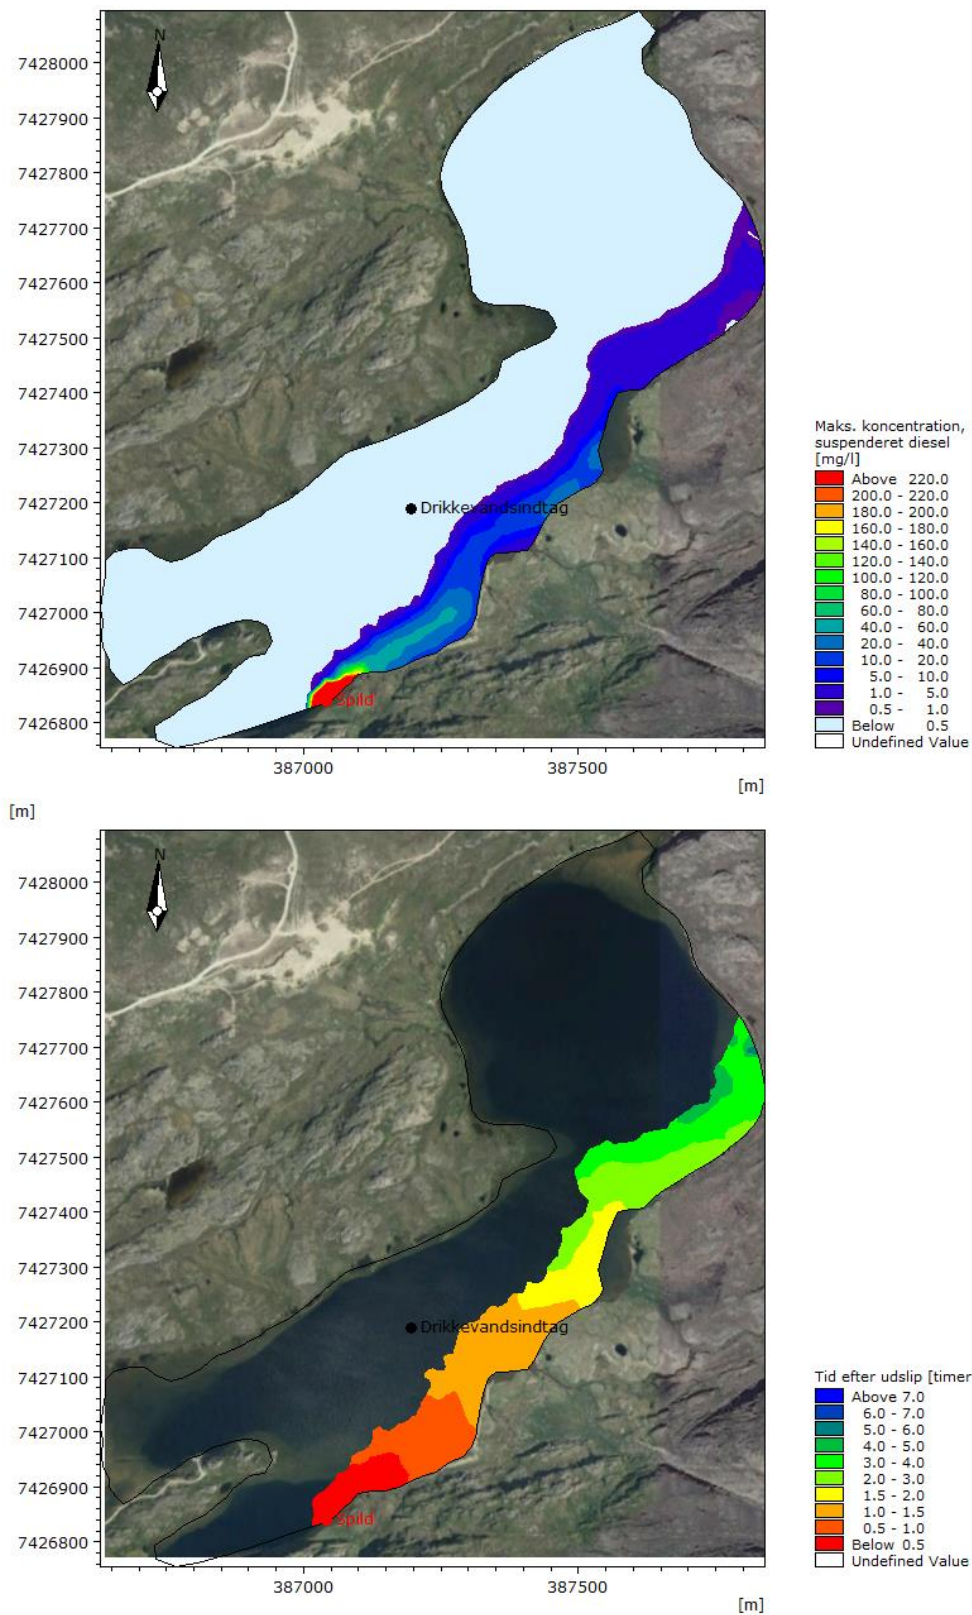 N
7428000
7427900
7427800
7427700
7427600
7427500
7427400
7427300
7427200
7427100
7427000
7426900
7426800
Drikkevandsindtag
Spild
387000 387500
[m]
[m]
Maks. koncentration,
suspenderet diesel
[mg/l]
Above 220.0
200.0 - 220.0
180.0 - 200.0
160.0 - 180.0
140.0 - 160.0
120.0 - 140.0
100.0 - 120.0
80.0 - 100.0
60.0 - 80.0
40.0 - 60.0
20.0 - 40.0
10.0 - 20.0
5.0 - 10.0
1.0 - 5.0
0.5 - 1.0
Below 0.5
Undefined Value
N
7428000
7427900
7427800
7427700
7427600
7427500
7427400
7427300
7427200
7427100
7427000
7426900
7426800
Drikkevandsindtag
Spild
387000 387500
[m]
Tid efter udslip [timer
Above 7.0
6.0 - 7.0
5.0 - 6.0
4.0 - 5.0
3.0 - 4.0
2.0 - 3.0
1.5 - 2.0
1.0 - 1.5
0.5 - 1.0
Below 0.5
Undefined Value